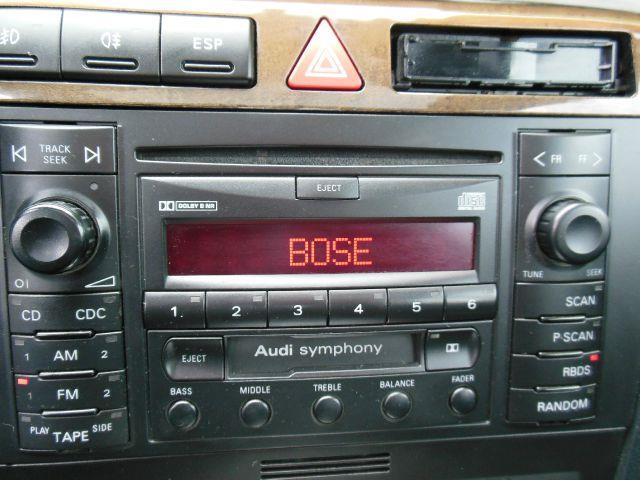 ESP
TRACK
SEEK
EJECT
DOLBY B NR
DISC
BOSE
FR FF
TUNE SEEK
1. 2 3 4 5 6
CD CDC
SCAN
1 AM 2
P·SCAN
EJECT
Audi symphony
RBDS
1 FM 2
BASS MIDDLE TREBLE BALANCE FADER
RANDOM
PLAY TAPE SIDE